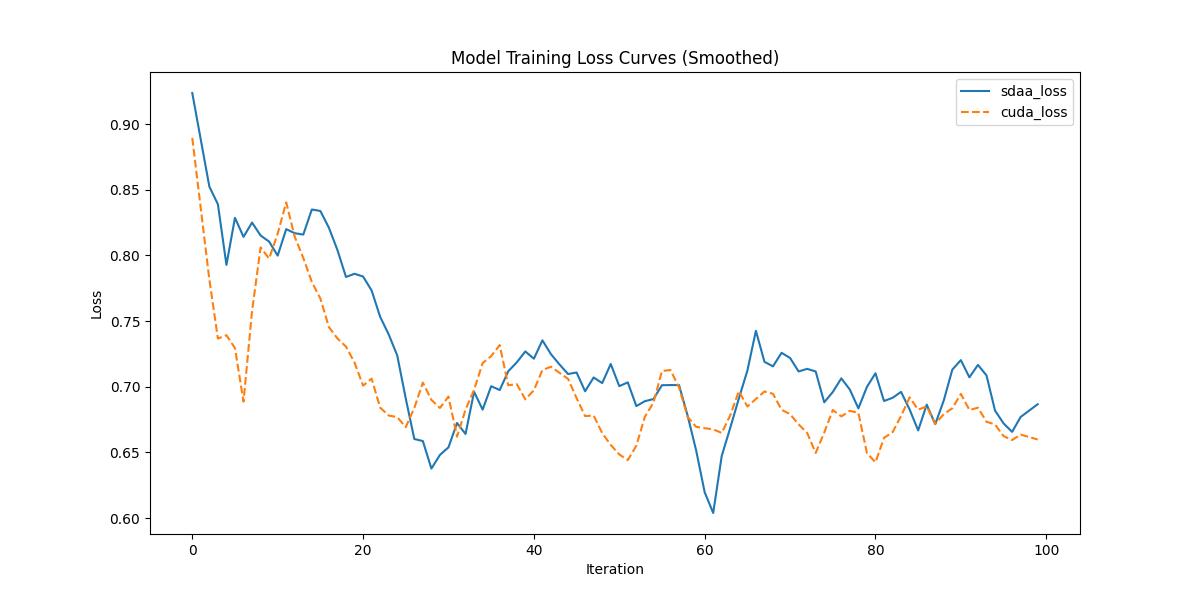 Model Training Loss Curves (Smoothed)
sdaa_loss
cuda_loss
Loss
0.90
0.85
0.80
0.75
0.70
0.65
0.60
0 20 40 60 80 100
Iteration